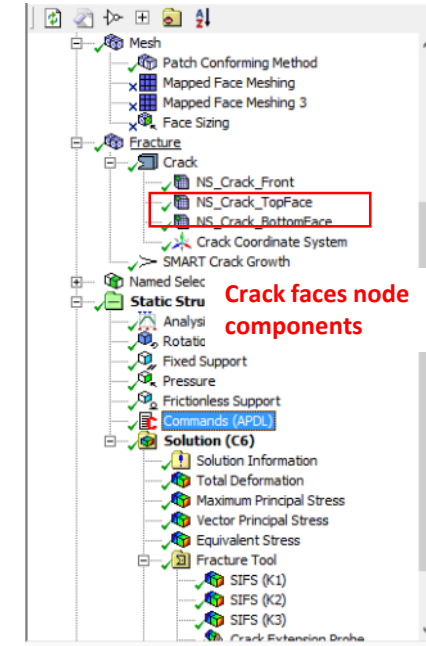 Mesh
Patch Conforming Method
Mapped Face Meshing
Mapped Face Meshing 3
Face Sizing
Fracture
Crack
NS_Crack_Front
NS_Crack_TopFace
NS_Crack_BottomFace
Crack Coordinate System
SMART Crack Growth
Named Selec
Static Stru
Crack faces node
components
Analysi
Rotatio
Fixed Support
Pressure
Frictionless Support
Commands (APDL)
Solution (C6)
Solution Information
Total Deformation
Maximum Principal Stress
Vector Principal Stress
Equivalent Stress
Fracture Tool
SIFS (K1)
SIFS (K2)
SIFS (K3)
Crack Extension Probe